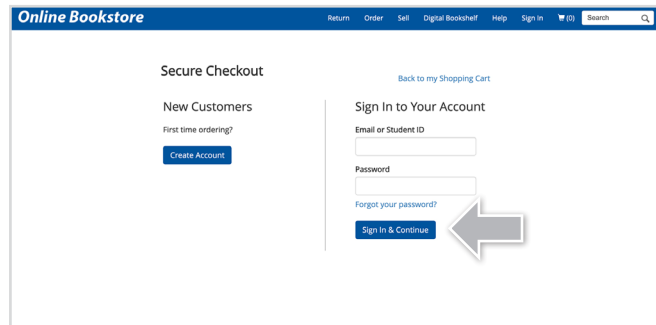 Online Bookstore
Return Order Sell Digital Bookshelf Help Sign In (0) Search
Secure Checkout
Back to my Shopping Cart
New Customers
First time ordering?
Create Account
Sign In to Your Account
Email or Student ID
Password
Forgot your password?
Sign In & Continue